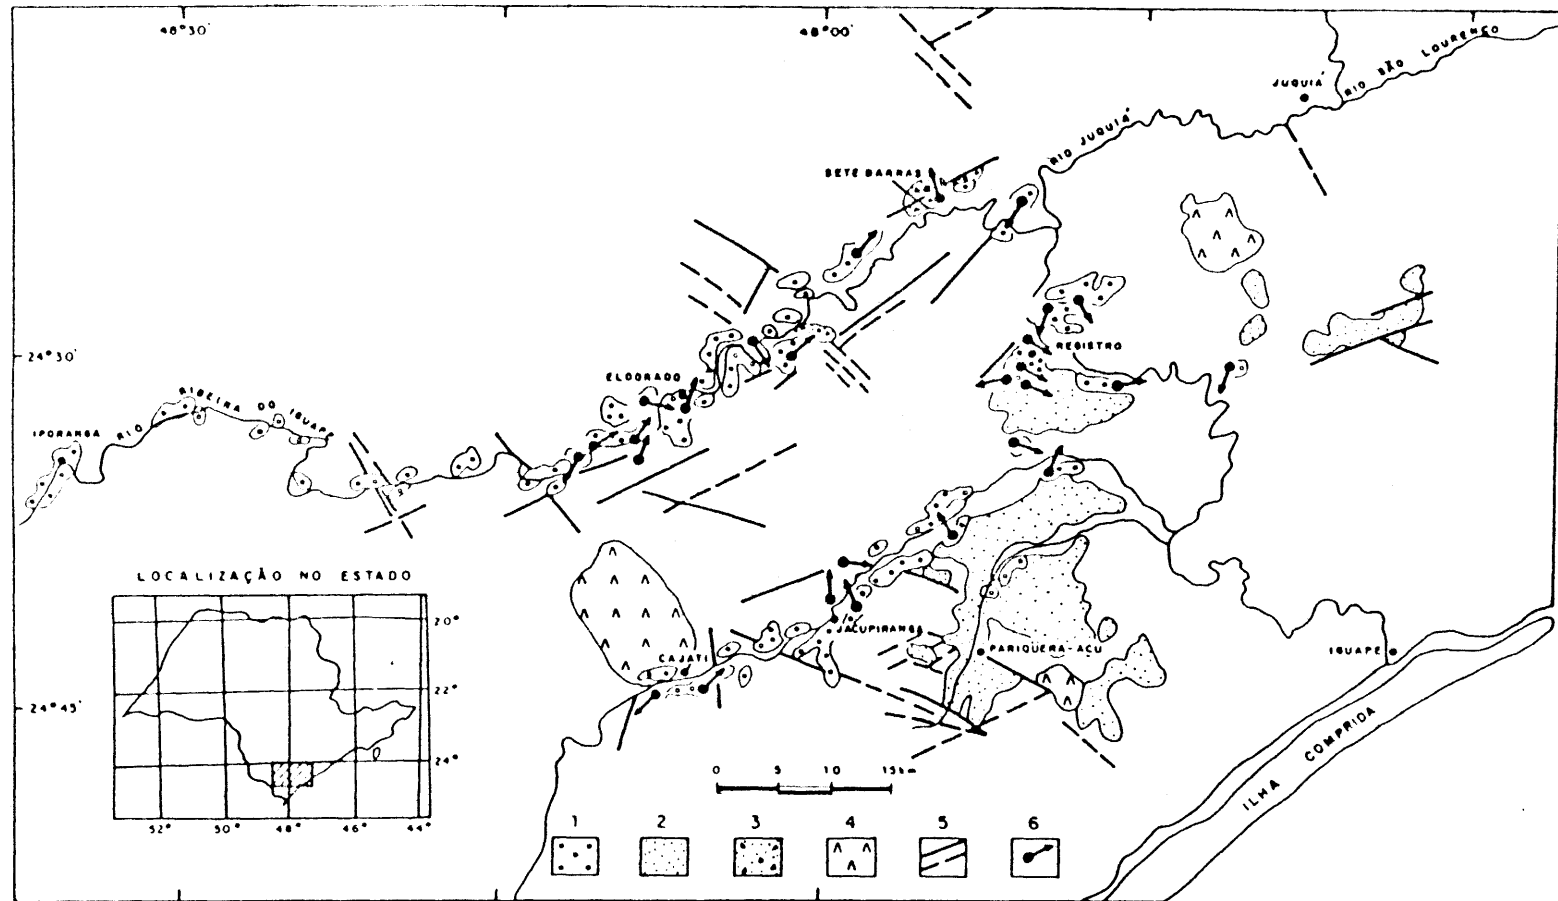 48°30'
48°00'
RIO SÃO LOURENÇO
JUQUIÁ
RIO JUQUIÁ
SETE BARRAS
24°30'
REGISTRO
ELDORADO
RIO RIBEIRA DO IGUAPE
IPORANGA
LOCALIZAÇÃO NO ESTADO
20°
22°
24°
52° 50° 48° 46° 44°
JACUPIRANGA
CAJATI
PARIQUERA-AÇU
IGUAPE
24°45'
ILHA COMPRIDA
0 5 10 15km
1 2 3 4 5 6